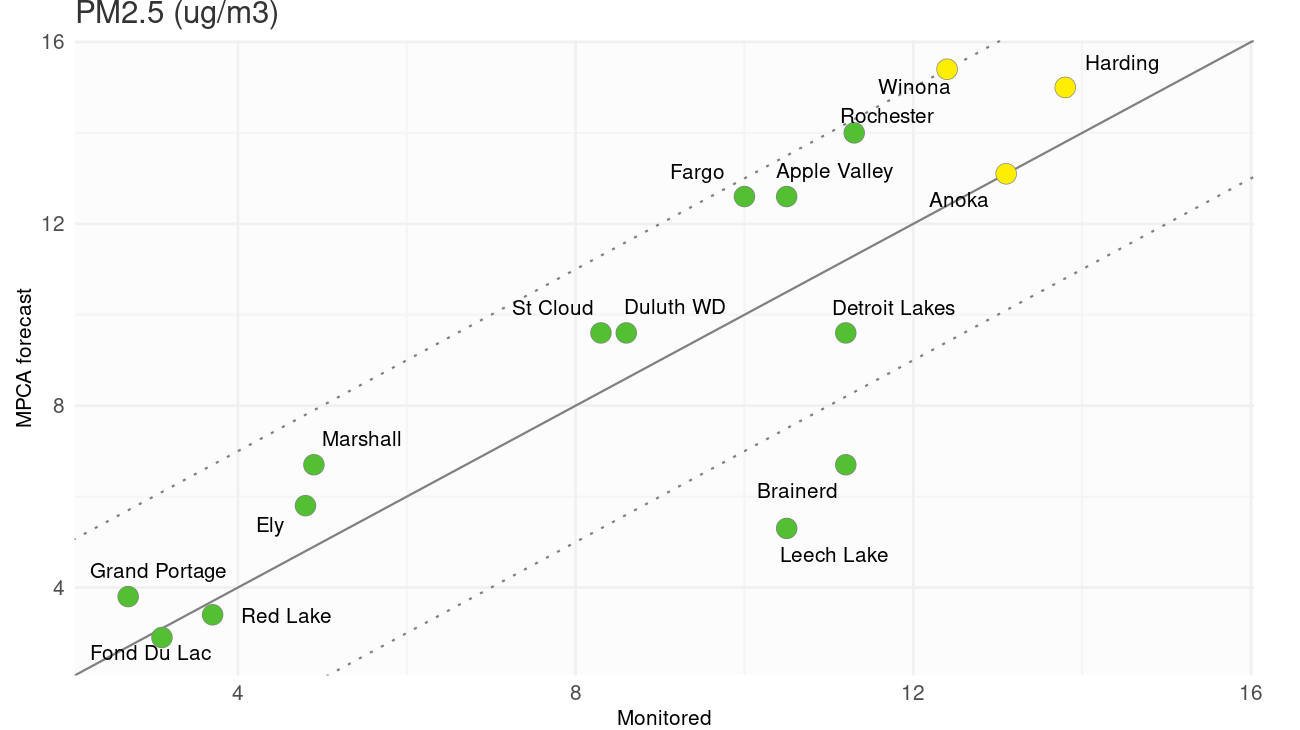 PM2.5 (ug/m3)
16
Harding
Winona
Rochester
Fargo
Apple Valley
Anoka
12
St Cloud
Duluth WD
Detroit Lakes
MPCA forecast
8
Marshall
Brainerd
Ely
Leech Lake
Grand Portage
4
Red Lake
Fond Du Lac
4
8
12
16
Monitored